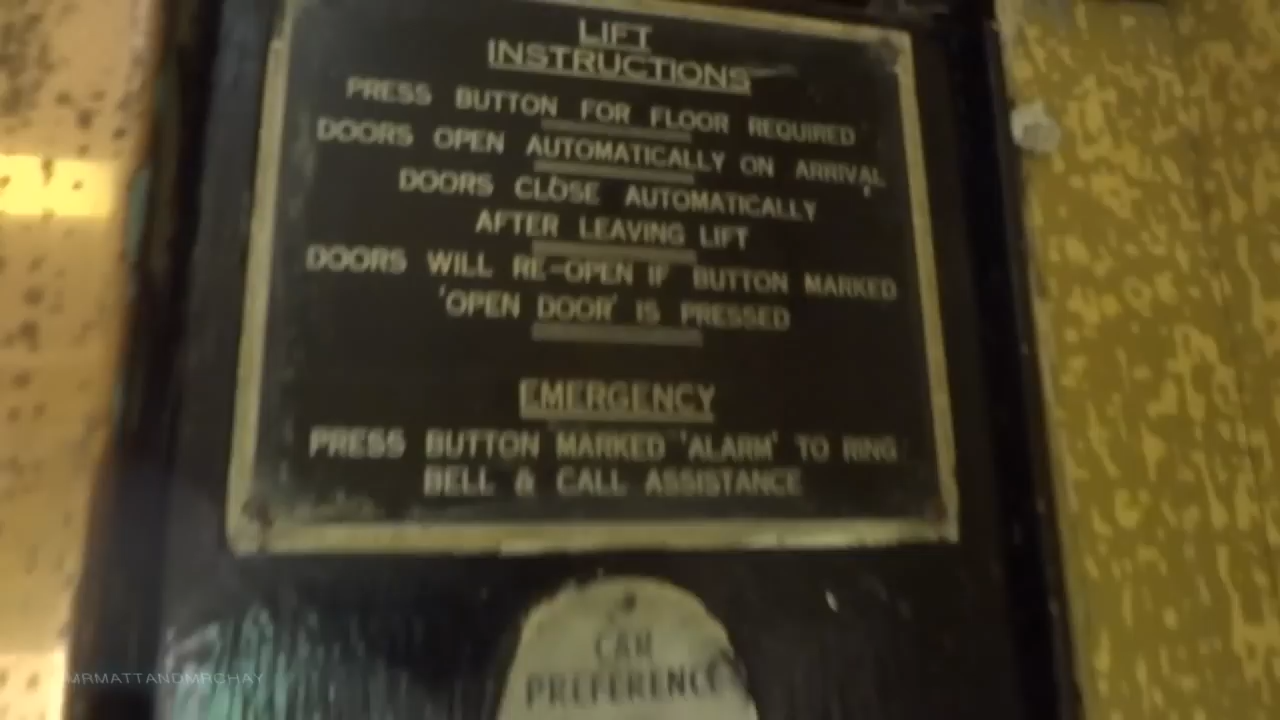 LIFT
INSTRUCTIONS
PRESS BUTTON FOR FLOOR REQUIRED
DOORS OPEN AUTOMATICALLY ON ARRIVAL
DOORS CLOSE AUTOMATICALLY
AFTER LEAVING LIFT
DOORS WILL RE-OPEN IF BUTTON MARKED
'OPEN DOOR' IS PRESSED
EMERGENCY
PRESS BUTTON MARKED 'ALARM' TO RING
BELL & CALL ASSISTANCE
CAR
PREFERENCE
MRMATTANDMRCHAY